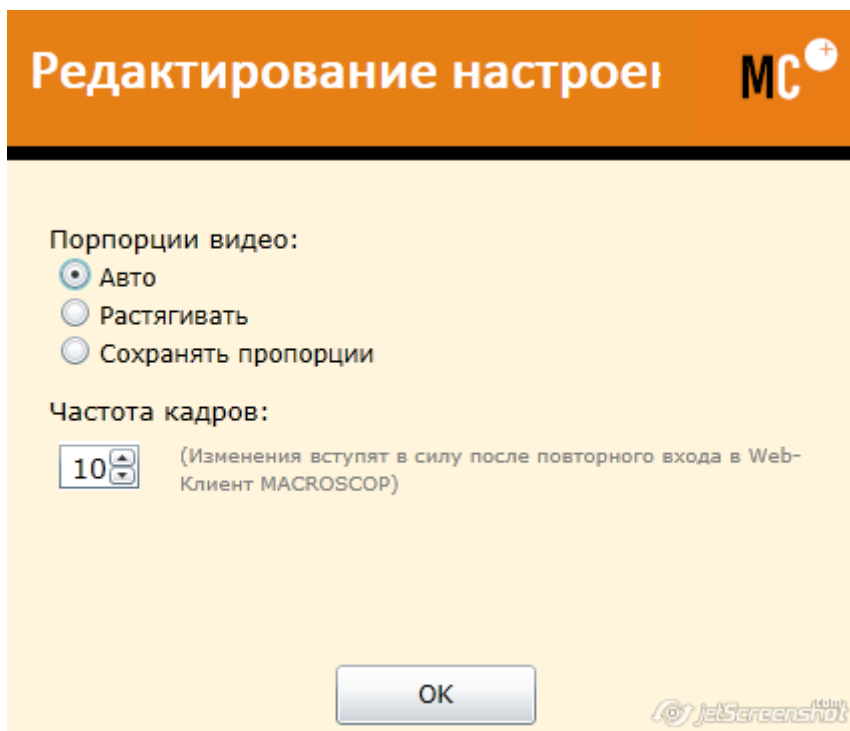 Редактирование настроен
MC+
Порпорции видео:
Авто
Растягивать
Сохранять пропорции
Частота кадров:
10
(Изменения вступят в силу после повторного входа в Web-
Клиент MACROSCOP)
OK
jetScreenshot